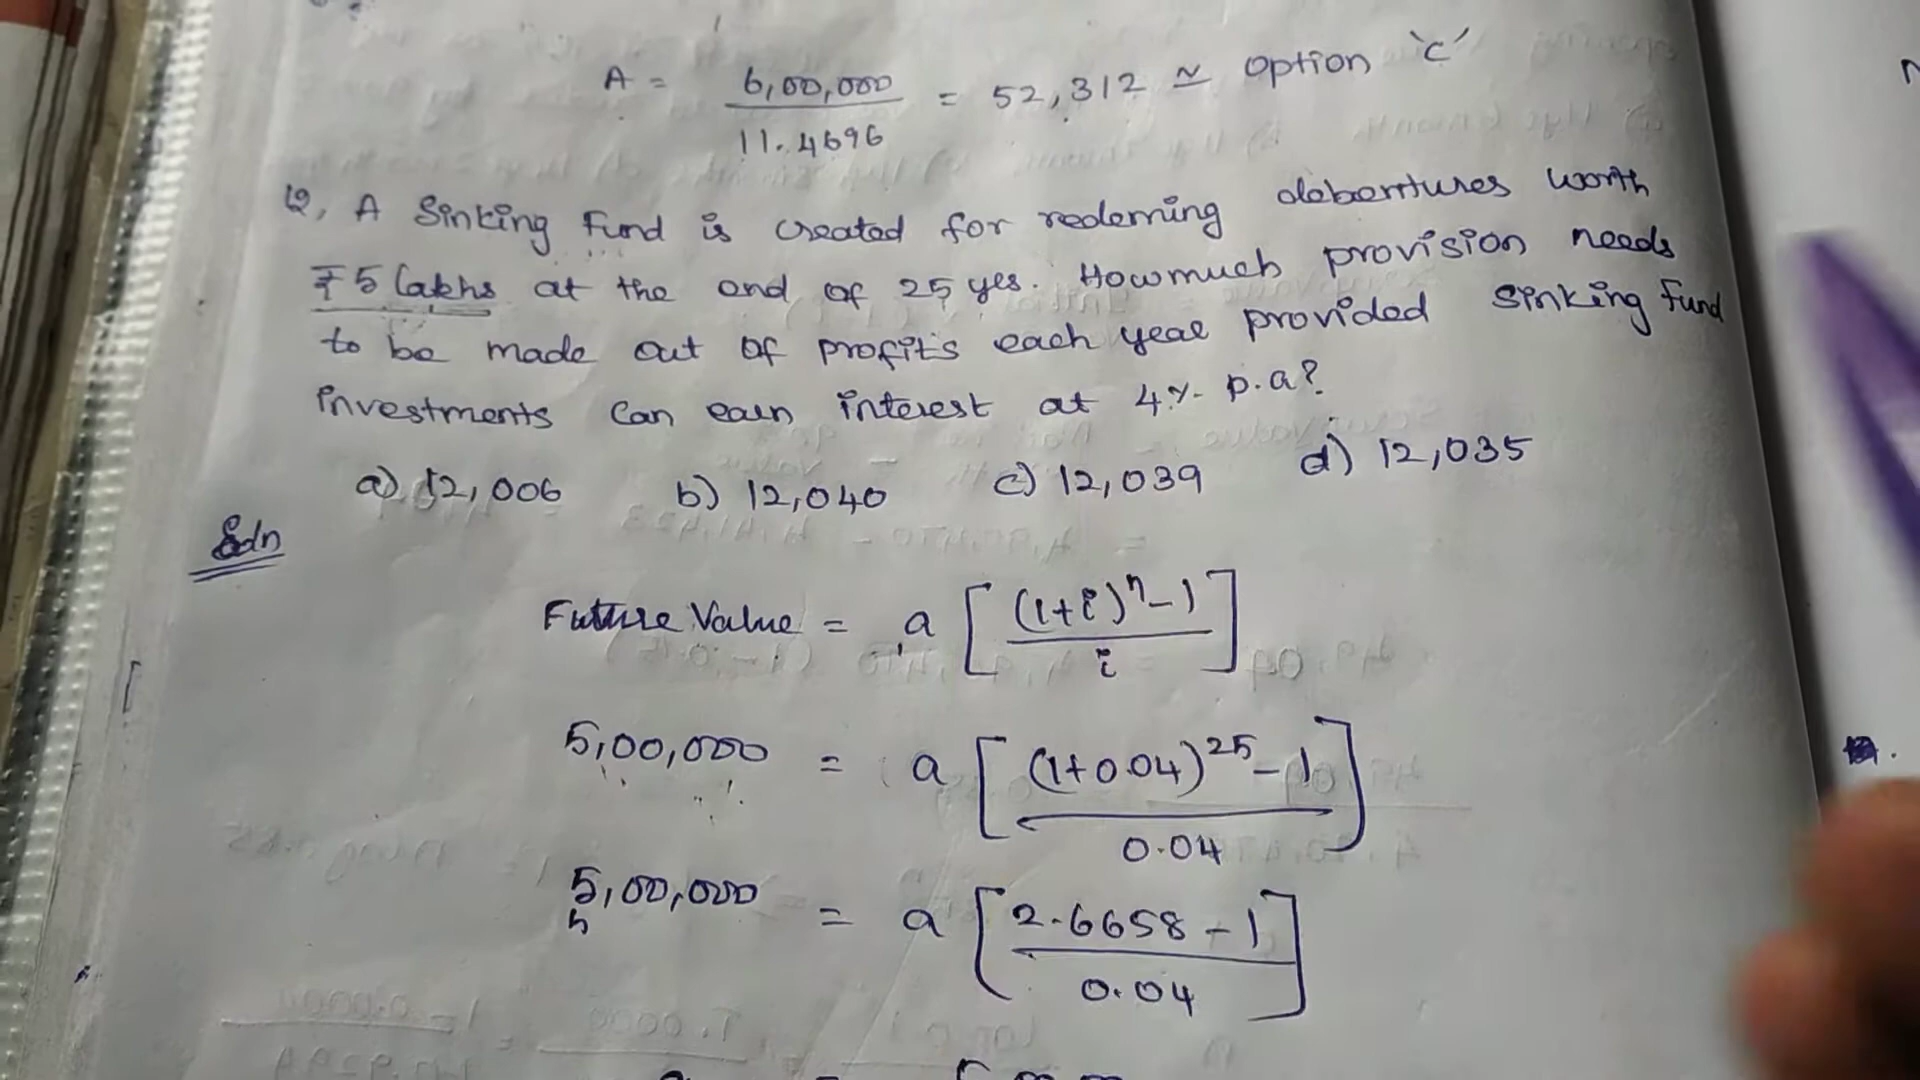 A = 6,00,000 / 11.4696 = 52,312 ≃ Option 'c'
Q, A Sinking Fund is created for redeming debentures worth
₹5 lakhs at the end of 25 yes. How much provision needs
to be made out of profits each year provided sinking Fund
investments can earn interest at 4% p.a?
a) 12,006 b) 12,040 c) 12,039 d) 12,035
Soln
Future Value = a [ (1+i)^n - 1 / i ]
5,00,000 = a [ (1+0.04)^25 - 1 / 0.04 ]
5,00,000 = a [ 2.6658 - 1 / 0.04 ]